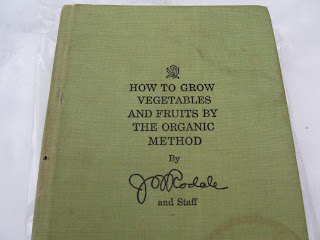 HOW TO GROW
VEGETABLES
AND FRUITS BY
THE ORGANIC
METHOD
By
J I Rodale
and Staff